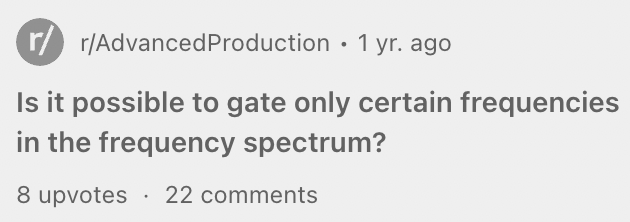 r/ r/AdvancedProduction • 1 yr. ago
Is it possible to gate only certain frequencies
in the frequency spectrum?
8 upvotes · 22 comments